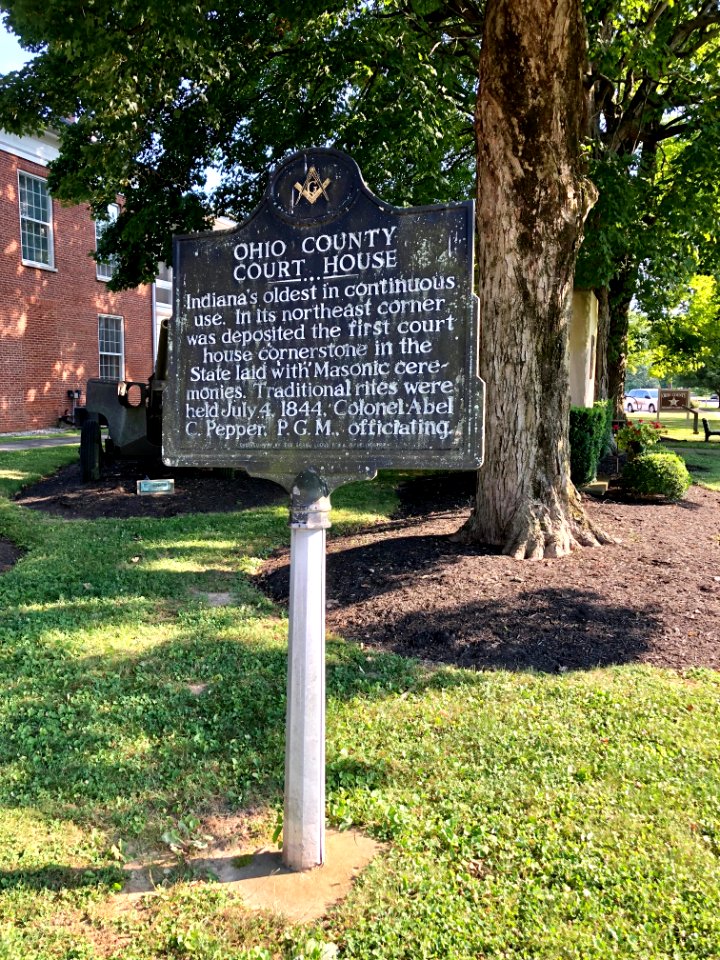 G
OHIO COUNTY
COURT HOUSE
Indiana's oldest in continuous
use. In its northeast corner
was deposited the first court
house cornerstone in the
State laid with Masonic cere-
monies. Traditional rites were
held July 4, 1844, Colonel Abel
C. Pepper, P.G.M., officiating.
OHIO COUNTY